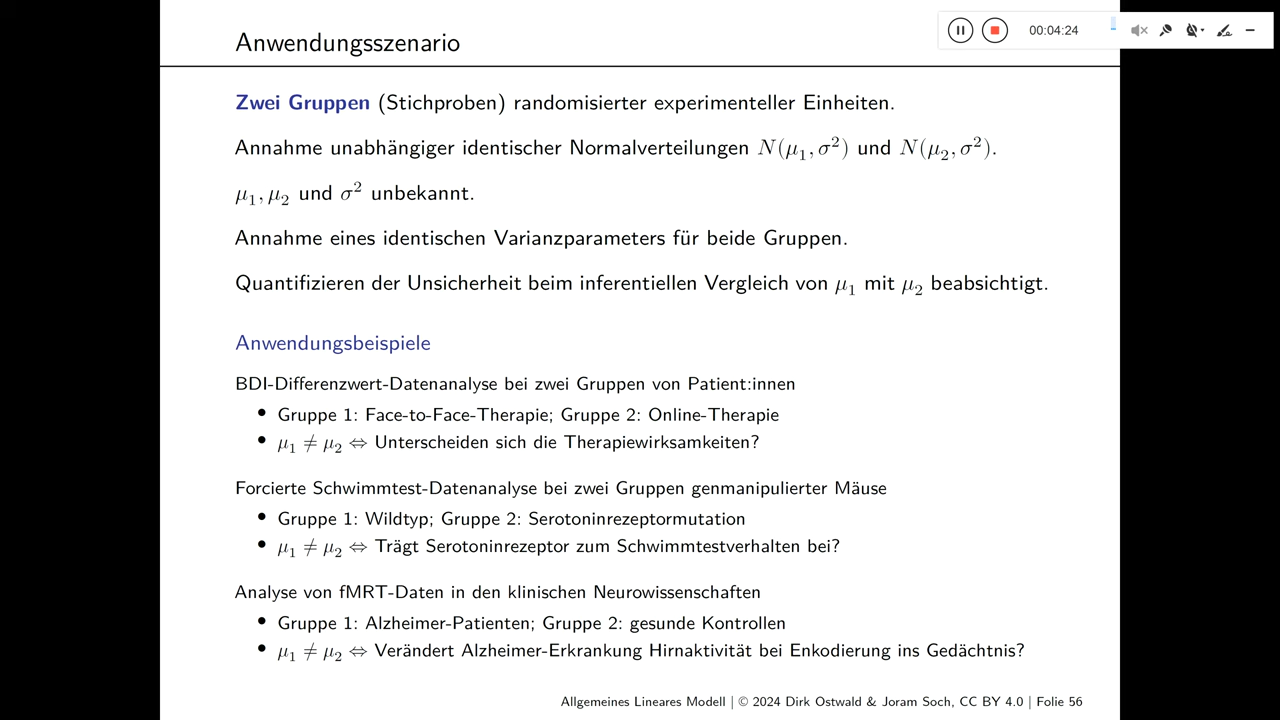 Anwendungsszenario
00:04:24
Zwei Gruppen (Stichproben) randomisierter experimenteller Einheiten.
Annahme unabhängiger identischer Normalverteilungen N(μ₁, σ²) und N(μ₂, σ²).
μ₁, μ₂ und σ² unbekannt.
Annahme eines identischen Varianzparameters für beide Gruppen.
Quantifizieren der Unsicherheit beim inferentiellen Vergleich von μ₁ mit μ₂ beabsichtigt.
Anwendungsbeispiele
BDI-Differenzwert-Datenanalyse bei zwei Gruppen von Patient:innen
• Gruppe 1: Face-to-Face-Therapie; Gruppe 2: Online-Therapie
• μ₁ ≠ μ₂ ⇔ Unterscheiden sich die Therapiewirksamkeiten?
Forcierte Schwimmtest-Datenanalyse bei zwei Gruppen genmanipulierter Mäuse
• Gruppe 1: Wildtyp; Gruppe 2: Serotoninrezeptormutation
• μ₁ ≠ μ₂ ⇔ Trägt Serotoninrezeptor zum Schwimmtestverhalten bei?
Analyse von fMRT-Daten in den klinischen Neurowissenschaften
• Gruppe 1: Alzheimer-Patienten; Gruppe 2: gesunde Kontrollen
• μ₁ ≠ μ₂ ⇔ Verändert Alzheimer-Erkrankung Hirnaktivität bei Enkodierung ins Gedächtnis?
Allgemeines Lineares Modell | © 2024 Dirk Ostwald & Joram Soch, CC BY 4.0 | Folie 56